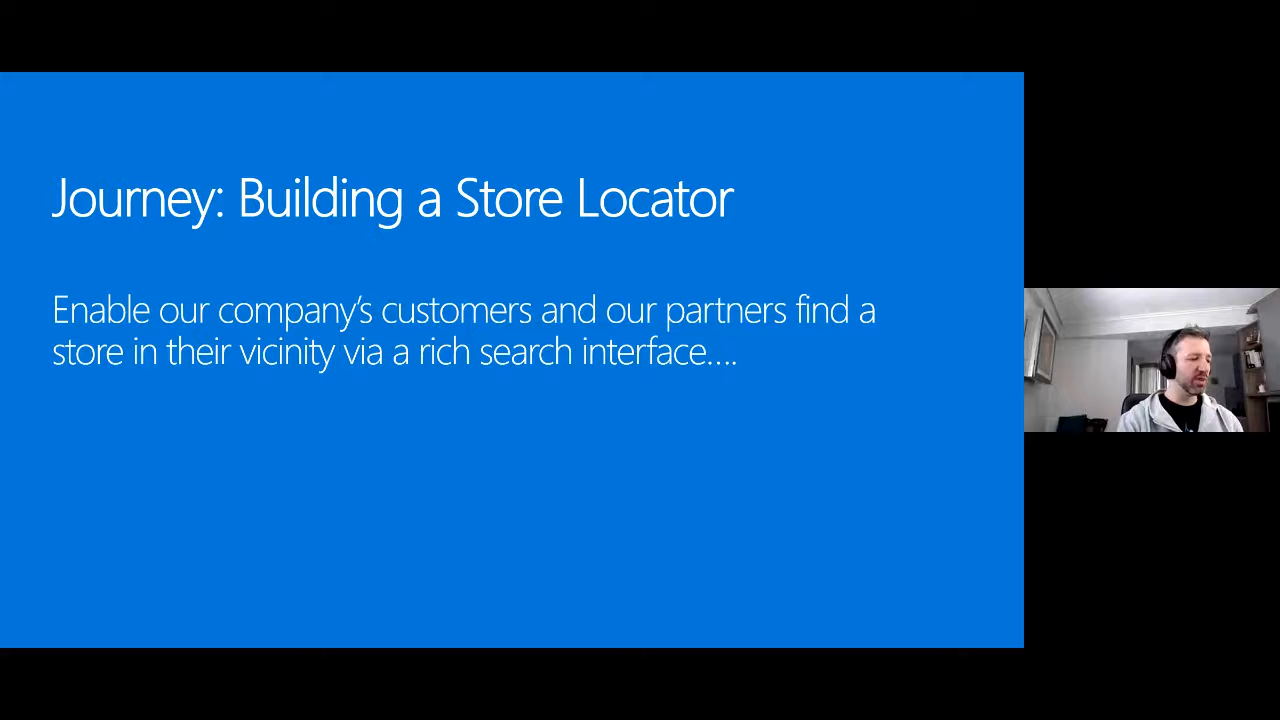 Journey: Building a Store Locator
Enable our company’s customers and our partners find a
store in their vicinity via a rich search interface….